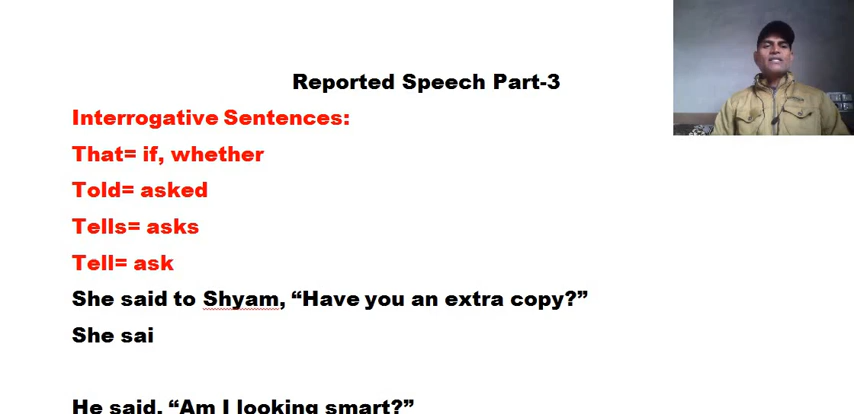 Reported Speech Part-3
Interrogative Sentences:
That= if, whether
Told= asked
Tells= asks
Tell= ask
She said to Shyam, “Have you an extra copy?”
She sai
He said, “Am I looking smart?”